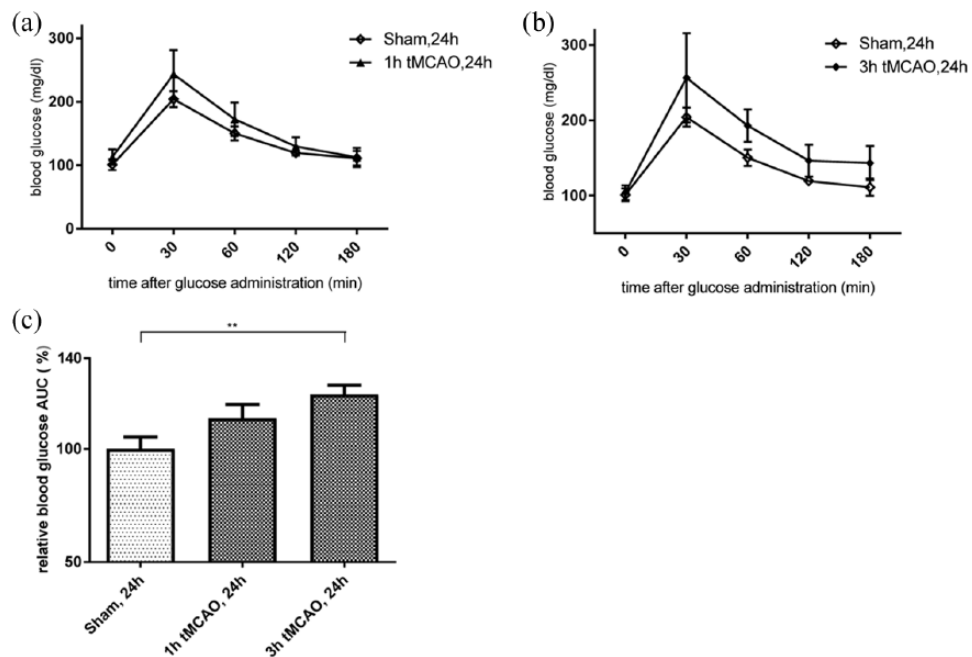 (a)
Sham,24h
1h tMCAO,24h
blood glucose (mg/dl)
300
200
100
0
0
30
60
120
180
time after glucose administration (min)
(b)
Sham,24h
3h tMCAO,24h
blood glucose (mg/dl)
300
200
100
0
30
60
120
180
time after glucose administration (min)
(c)
**
relative blood glucose AUC ( %)
140
100
50
Sham, 24h
1h tMCAO, 24h
3h tMCAO, 24h